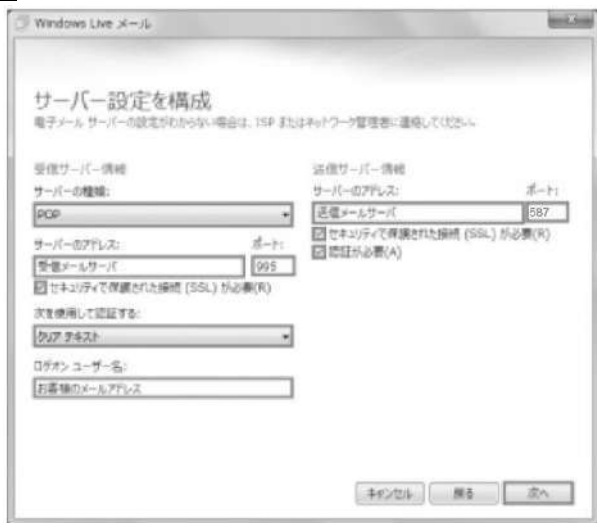 Windows Live メール
サーバー設定を構成
電子メール サーバーの設定がわからない場合は、ISP またはネットワーク管理者に連絡してください。
受信サーバー情報
サーバーの種類:
POP
サーバーのアドレス:
ポート:
受信メールサーバ
995
セキュリティで保護された接続 (SSL) が必要(R)
次を使用して認証する:
クリア テキスト
ログオン ユーザー名:
お客様のメールアドレス
送信サーバー情報
サーバーのアドレス:
ポート:
送信メールサーバ
587
セキュリティで保護された接続 (SSL) が必要(R)
認証が必要(A)
キャンセル
戻る
次へ